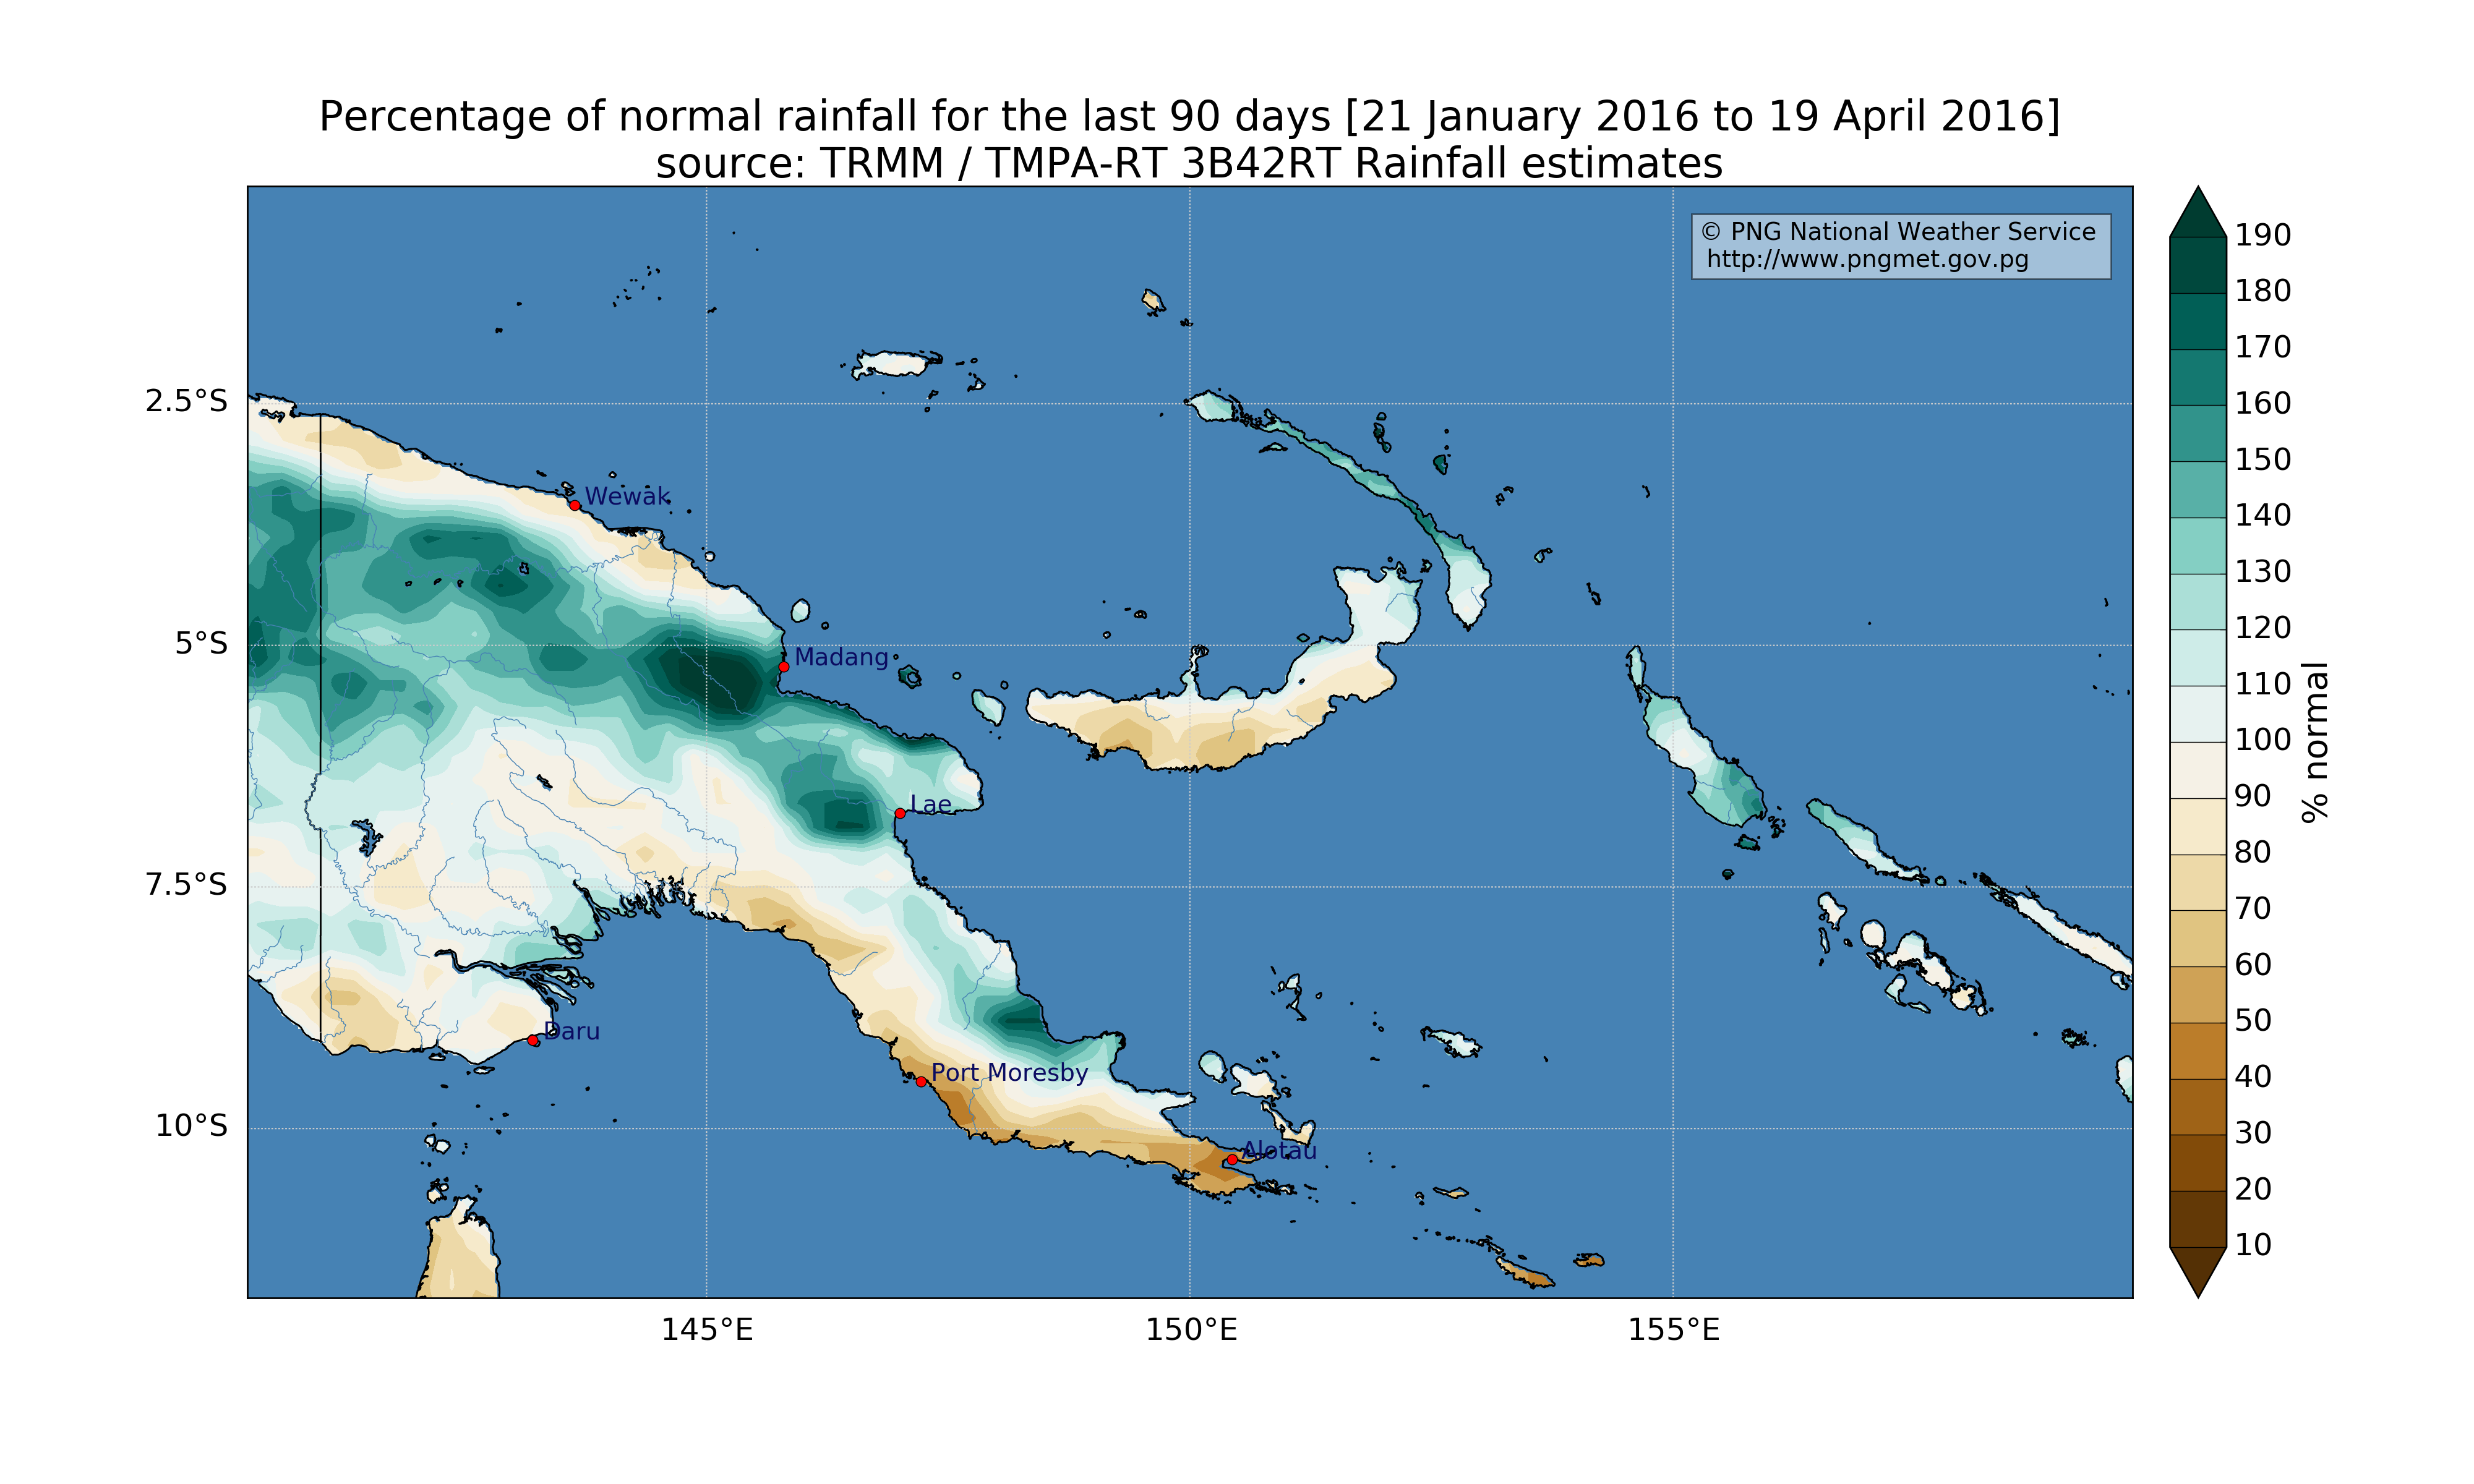 Percentage of normal rainfall for the last 90 days [21 January 2016 to 19 April 2016]
source: TRMM / TMPA-RT 3B42RT Rainfall estimates
© PNG National Weather Service
http://www.pngmet.gov.pg
190
180
170
160
150
140
130
120
110
100
90
80
70
60
50
40
30
20
10
% normal
2.5°S
5°S
7.5°S
10°S
Wewak
Madang
Lae
Daru
Port Moresby
Alotau
145°E
150°E
155°E